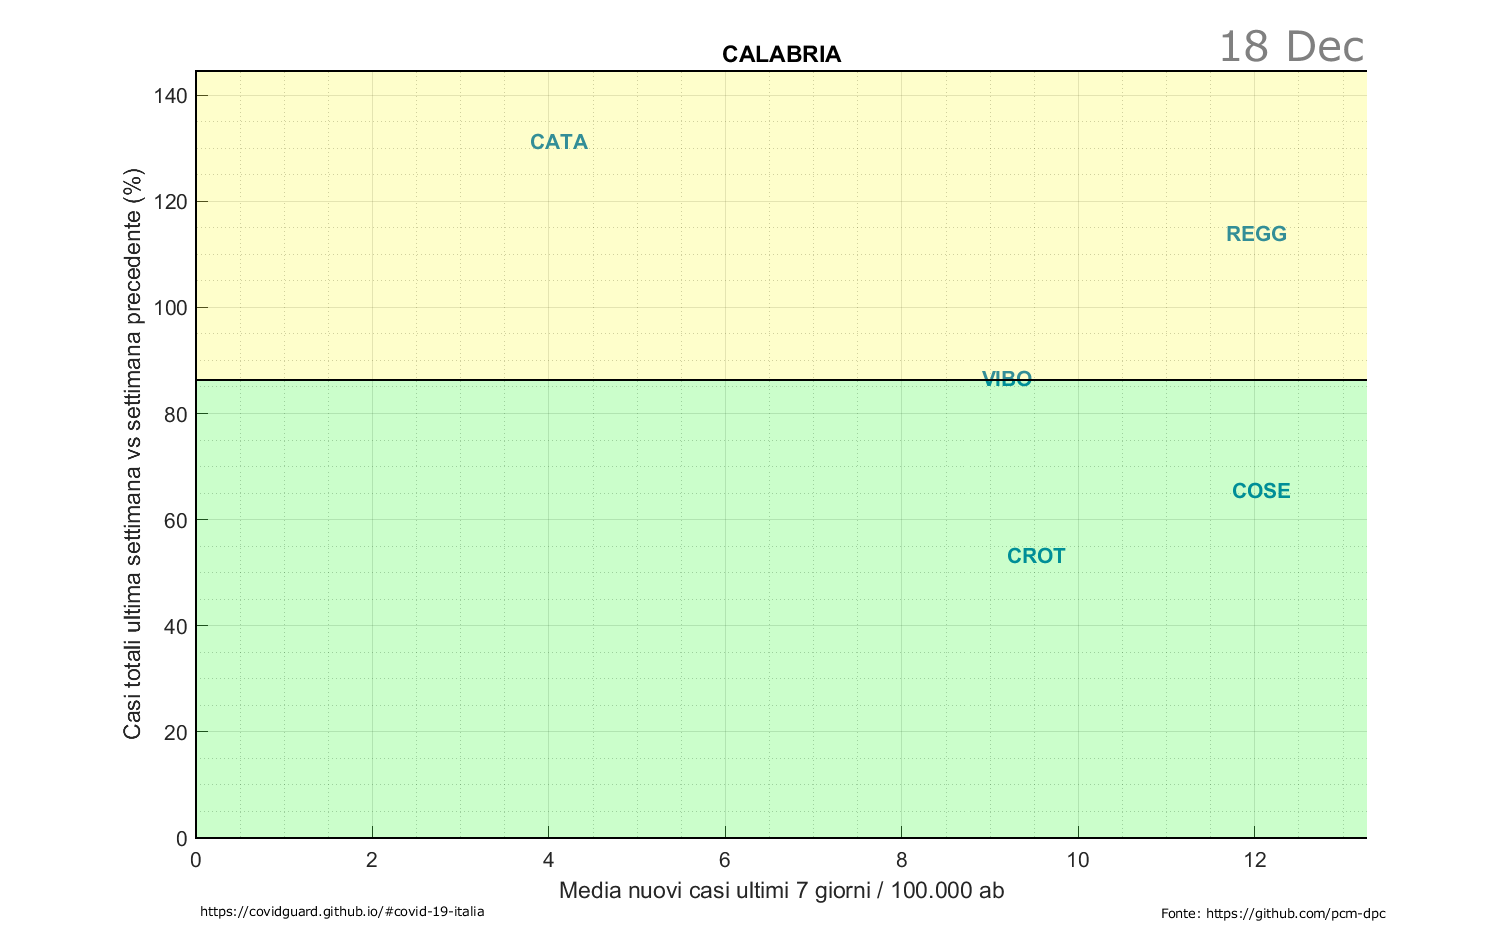 18 Dec
CALABRIA
Casi totali ultima settimana vs settimana precedente (%)
140
120
100
80
60
40
20
0
CATA
REGG
VIBO
COSE
CROT
0 2 4 6 8 10 12
Media nuovi casi ultimi 7 giorni / 100.000 ab
https://covidguard.github.io/#covid-19-italia
Fonte: https://github.com/pcm-dpc